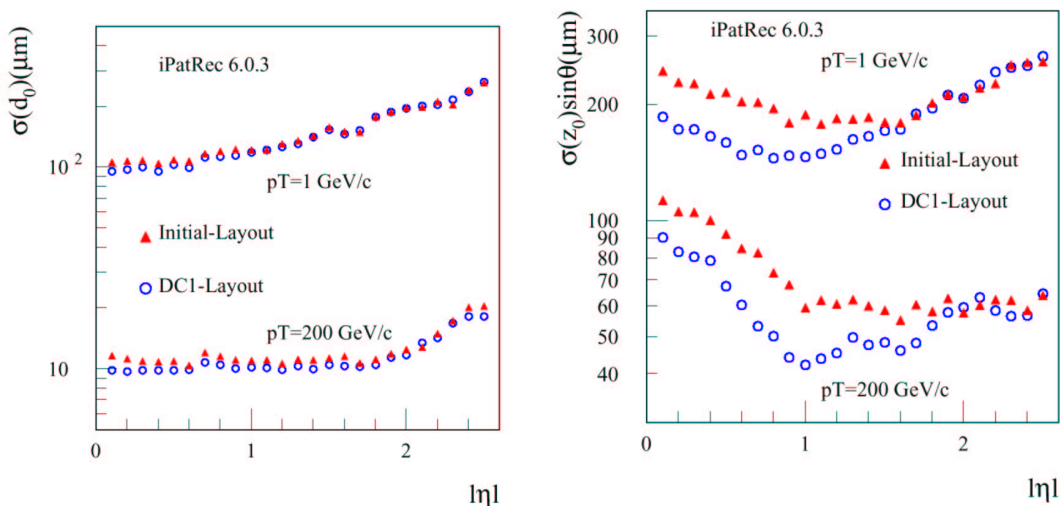 σ(d₀)(μm)
iPatRec 6.0.3
10²
pT=1 GeV/c
Initial-Layout
DC1-Layout
pT=200 GeV/c
10
0 1 2
lηl
σ(z₀)sinθ(μm)
iPatRec 6.0.3
300
pT=1 GeV/c
200
Initial-Layout
DC1-Layout
100
90
80
70
60
50
40
pT=200 GeV/c
0 1 2
lηl